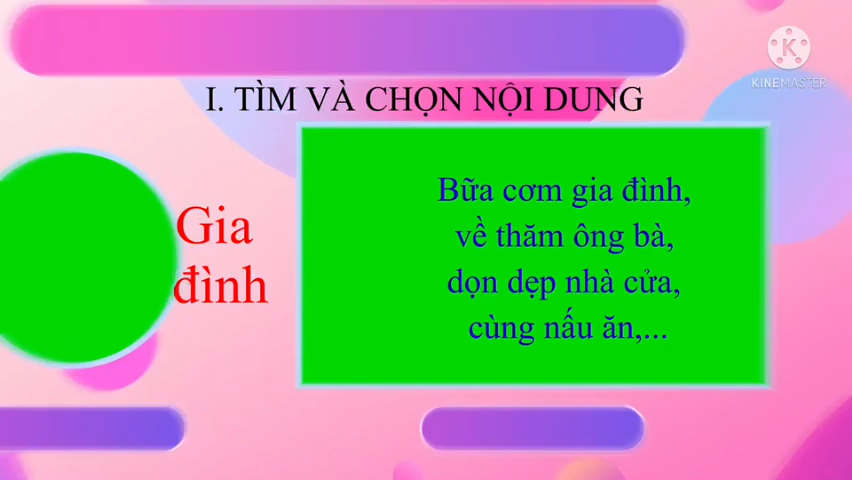 KINEMASTER
I. TÌM VÀ CHỌN NỘI DUNG
Gia
đình
Bữa cơm gia đình,
về thăm ông bà,
dọn dẹp nhà cửa,
cùng nấu ăn,...